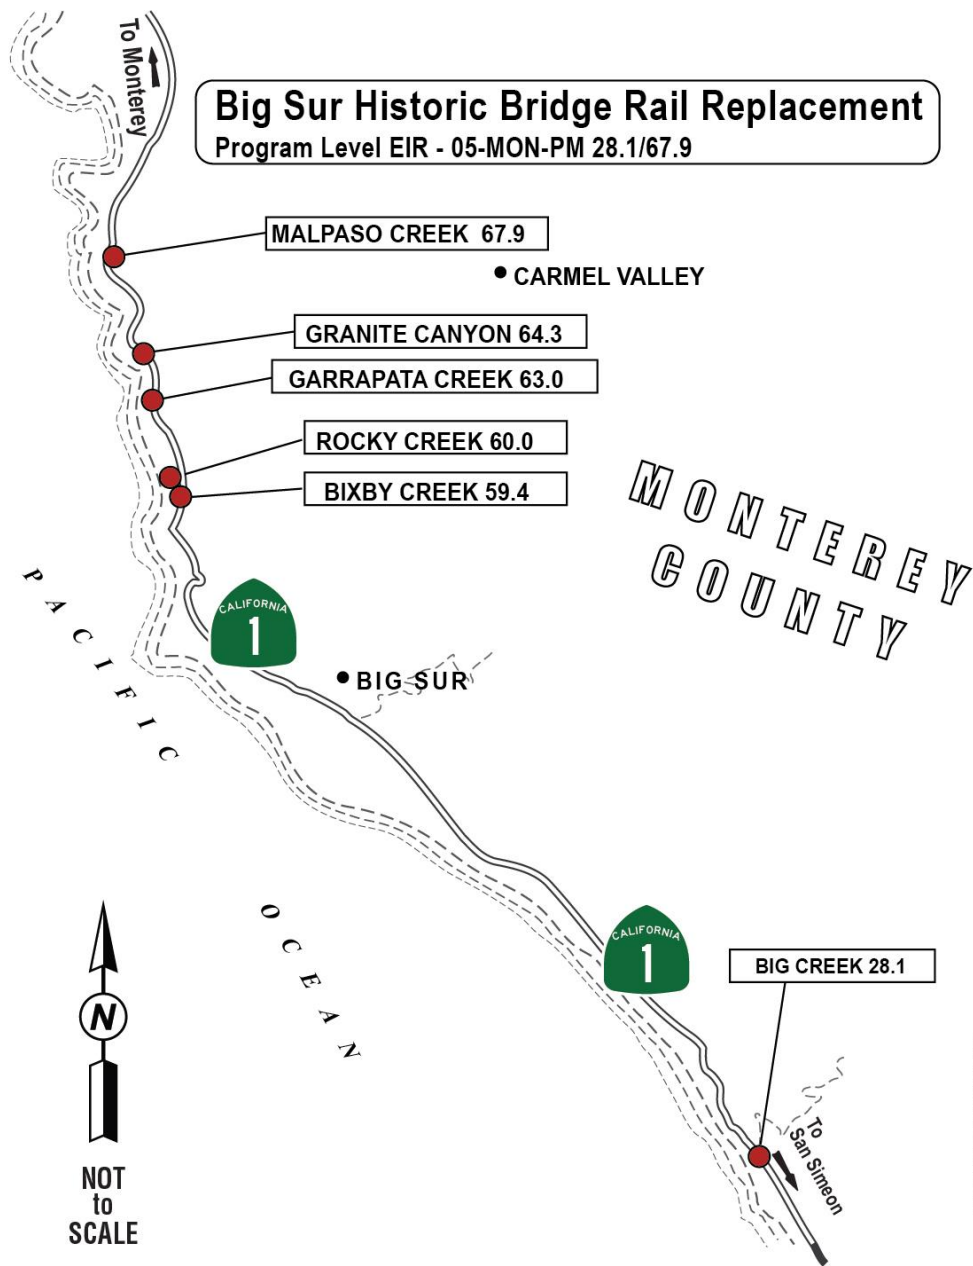 To Monterey
Big Sur Historic Bridge Rail Replacement
Program Level EIR - 05-MON-PM 28.1/67.9
MALPASO CREEK 67.9
CARMEL VALLEY
GRANITE CANYON 64.3
GARRAPATA CREEK 63.0
ROCKY CREEK 60.0
BIXBY CREEK 59.4
MONTEREY
COUNTY
PACIFIC
CALIFORNIA
1
BIG SUR
OCEAN
CALIFORNIA
1
BIG CREEK 28.1
N
To
San Simeon
NOT
to
SCALE